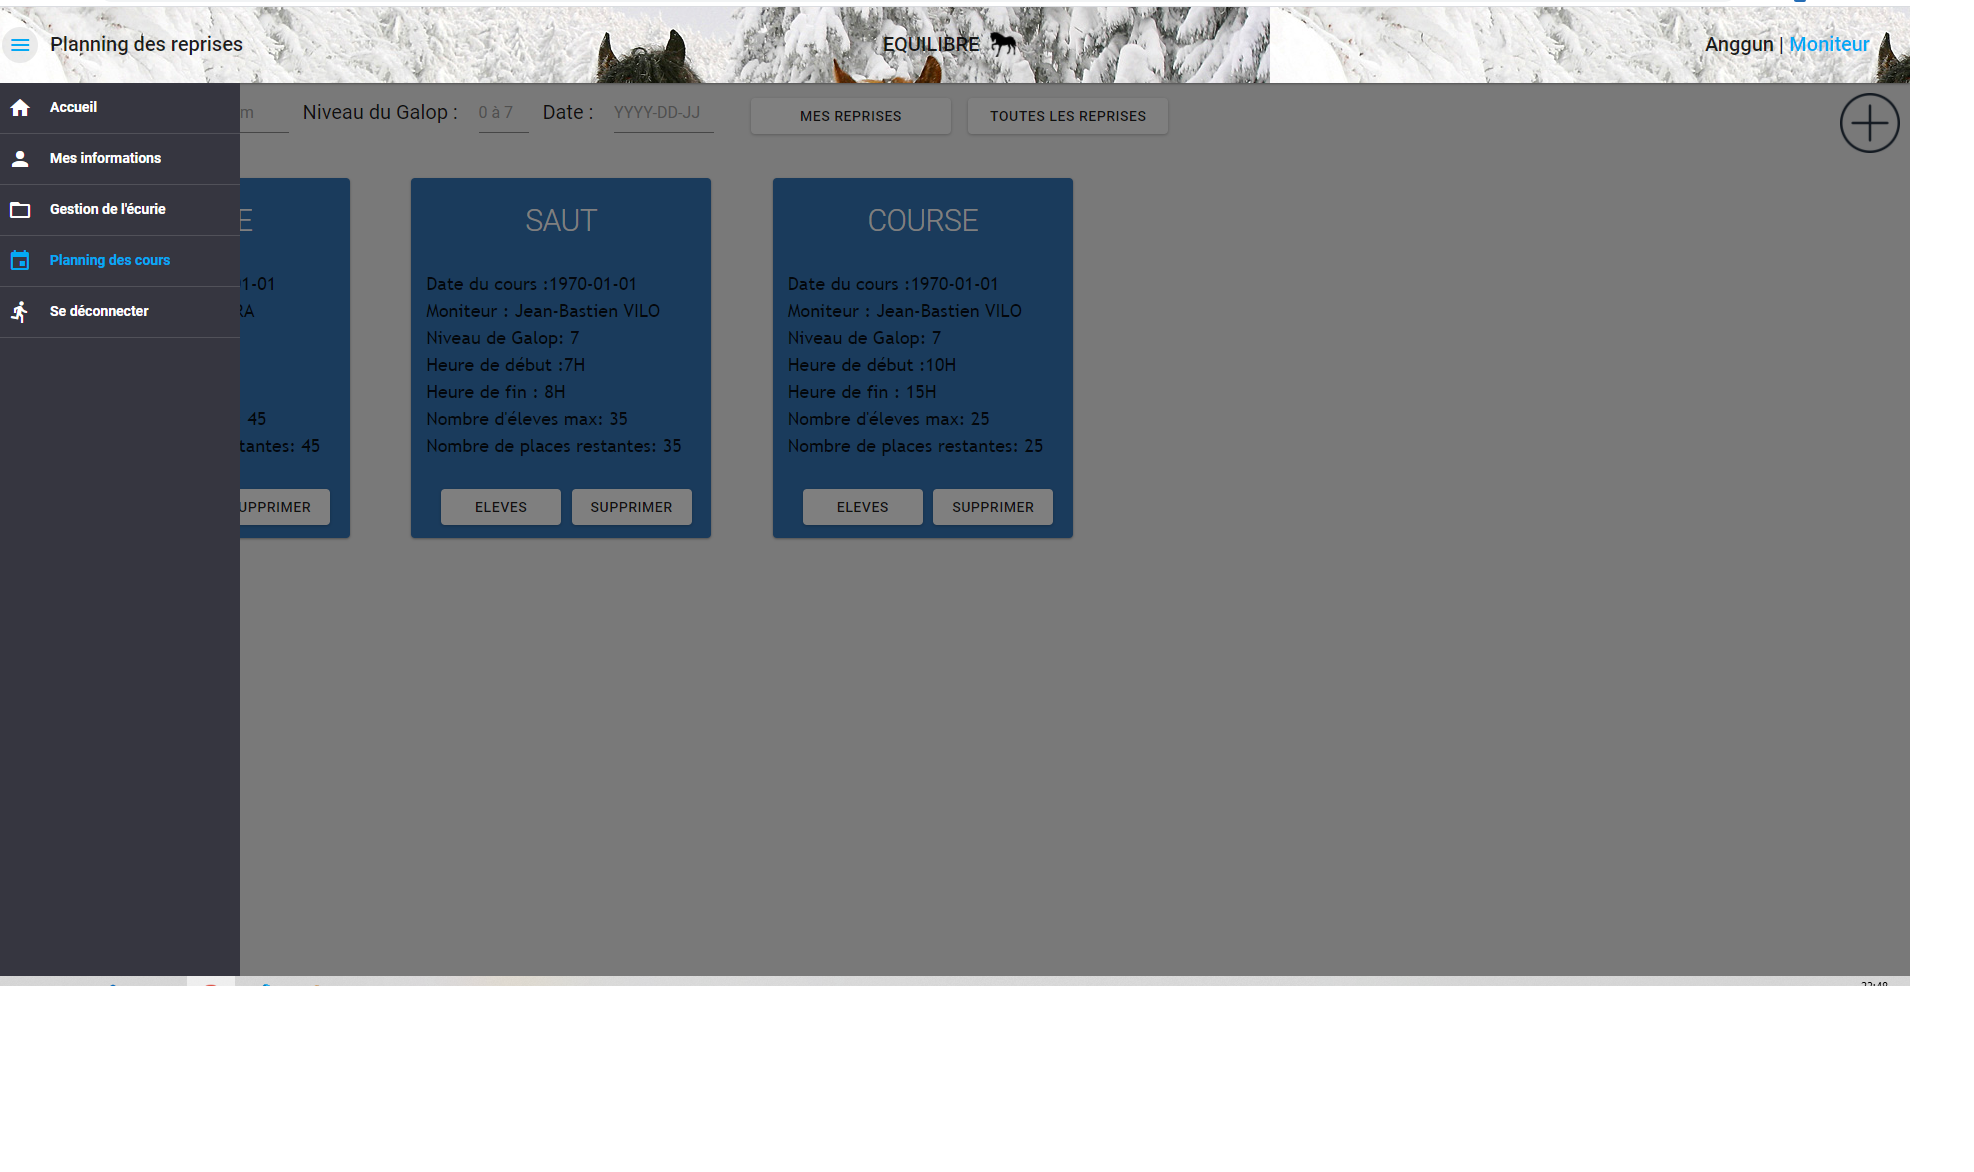 Planning des reprises
EQUILIBRE
Anggun | Moniteur
Accueil
Mes informations
Gestion de l'écurie
Planning des cours
Se déconnecter
m
Niveau du Galop :
0 à 7
Date :
YYYY-DD-JJ
MES REPRISES
TOUTES LES REPRISES
E
1-01
RA
45
tantes: 45
UPPRIMER
SAUT
Date du cours :1970-01-01
Moniteur : Jean-Bastien VILO
Niveau de Galop: 7
Heure de début :7H
Heure de fin : 8H
Nombre d'éleves max: 35
Nombre de places restantes: 35
ELEVES
SUPPRIMER
COURSE
Date du cours :1970-01-01
Moniteur : Jean-Bastien VILO
Niveau de Galop: 7
Heure de début :10H
Heure de fin : 15H
Nombre d'éleves max: 25
Nombre de places restantes: 25
ELEVES
SUPPRIMER